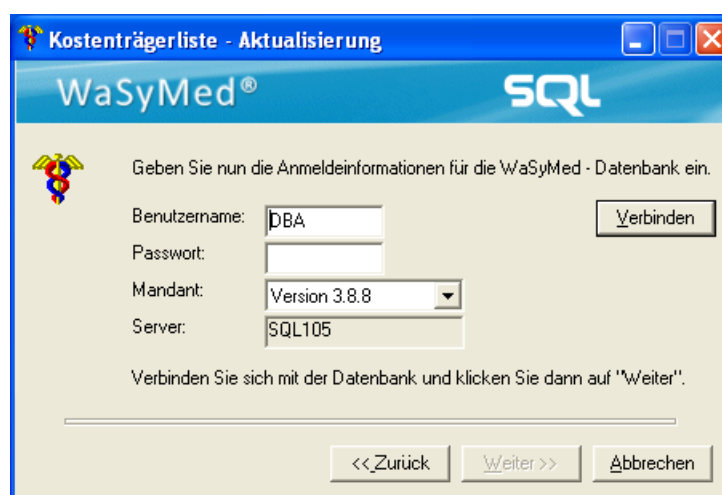 Kostenträgerliste - Aktualisierung
WaSyMed® SQL
Geben Sie nun die Anmeldeinformationen für die WaSyMed - Datenbank ein.
Benutzername: DBA Verbinden
Passwort:
Mandant: Version 3.8.8
Server: SQL105
Verbinden Sie sich mit der Datenbank und klicken Sie dann auf "Weiter".
<< Zurück Weiter >> Abbrechen